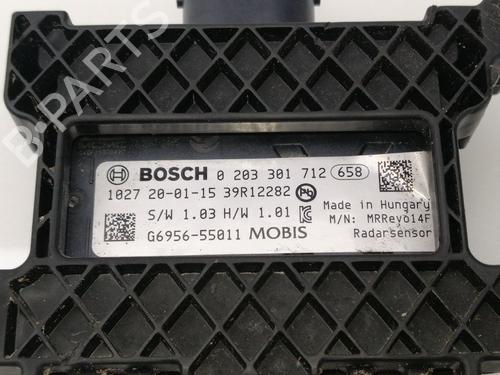 B-PARTS
BOSCH 0 203 301 712 658
1027 20-01-15 39R12282 Pb
S/W 1.03 H/W 1.01
G6956-55011 MOBIS
Made in Hungary
M/N: MRRevo14F
Radarsensor